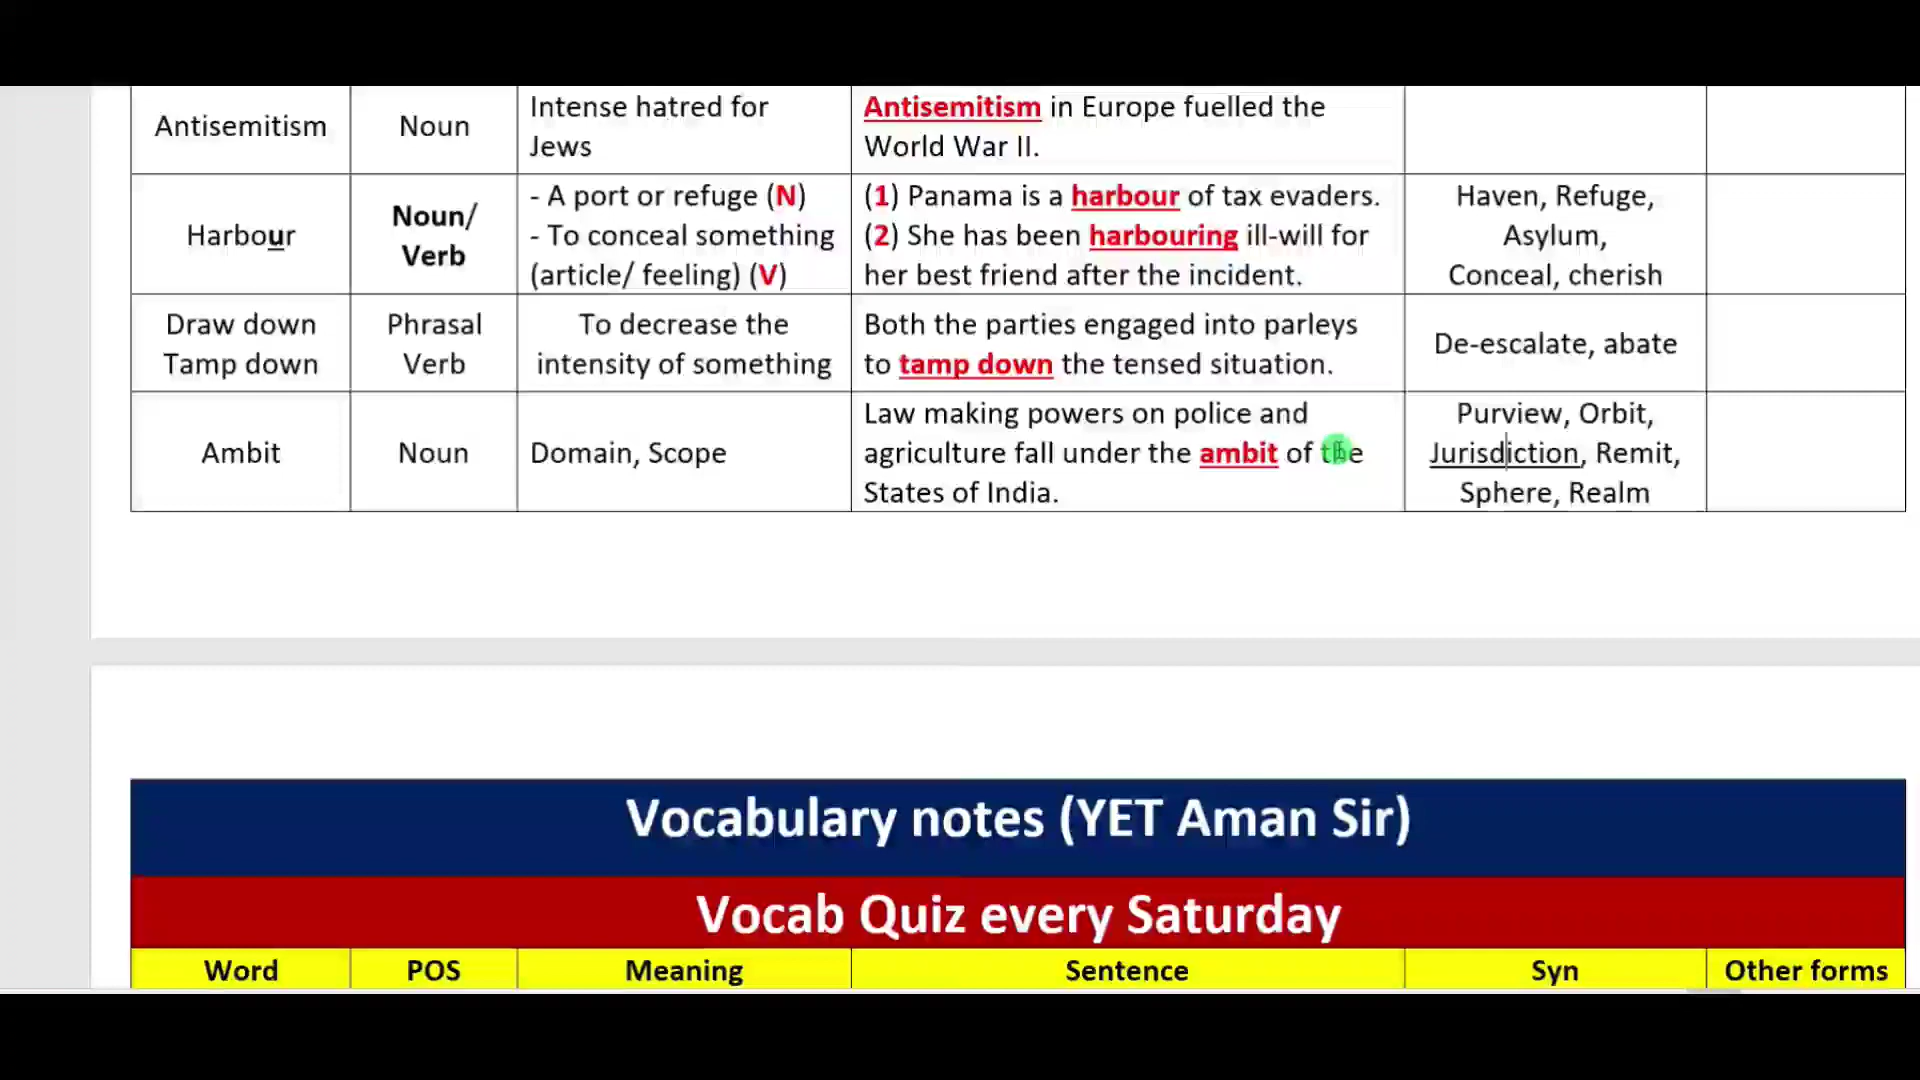 Antisemitism
Noun
Intense hatred for
Jews
Antisemitism in Europe fuelled the
World War II.
Harbour
Noun/
Verb
- A port or refuge (N)
- To conceal something
(article/ feeling) (V)
(1) Panama is a harbour of tax evaders.
(2) She has been harbouring ill-will for
her best friend after the incident.
Haven, Refuge,
Asylum,
Conceal, cherish
Draw down
Tamp down
Phrasal
Verb
To decrease the
intensity of something
Both the parties engaged into parleys
to tamp down the tensed situation.
De-escalate, abate
Ambit
Noun
Domain, Scope
Law making powers on police and
agriculture fall under the ambit of the
States of India.
Purview, Orbit,
Jurisdiction, Remit,
Sphere, Realm
Vocabulary notes (YET Aman Sir)
Vocab Quiz every Saturday
Word
POS
Meaning
Sentence
Syn
Other forms